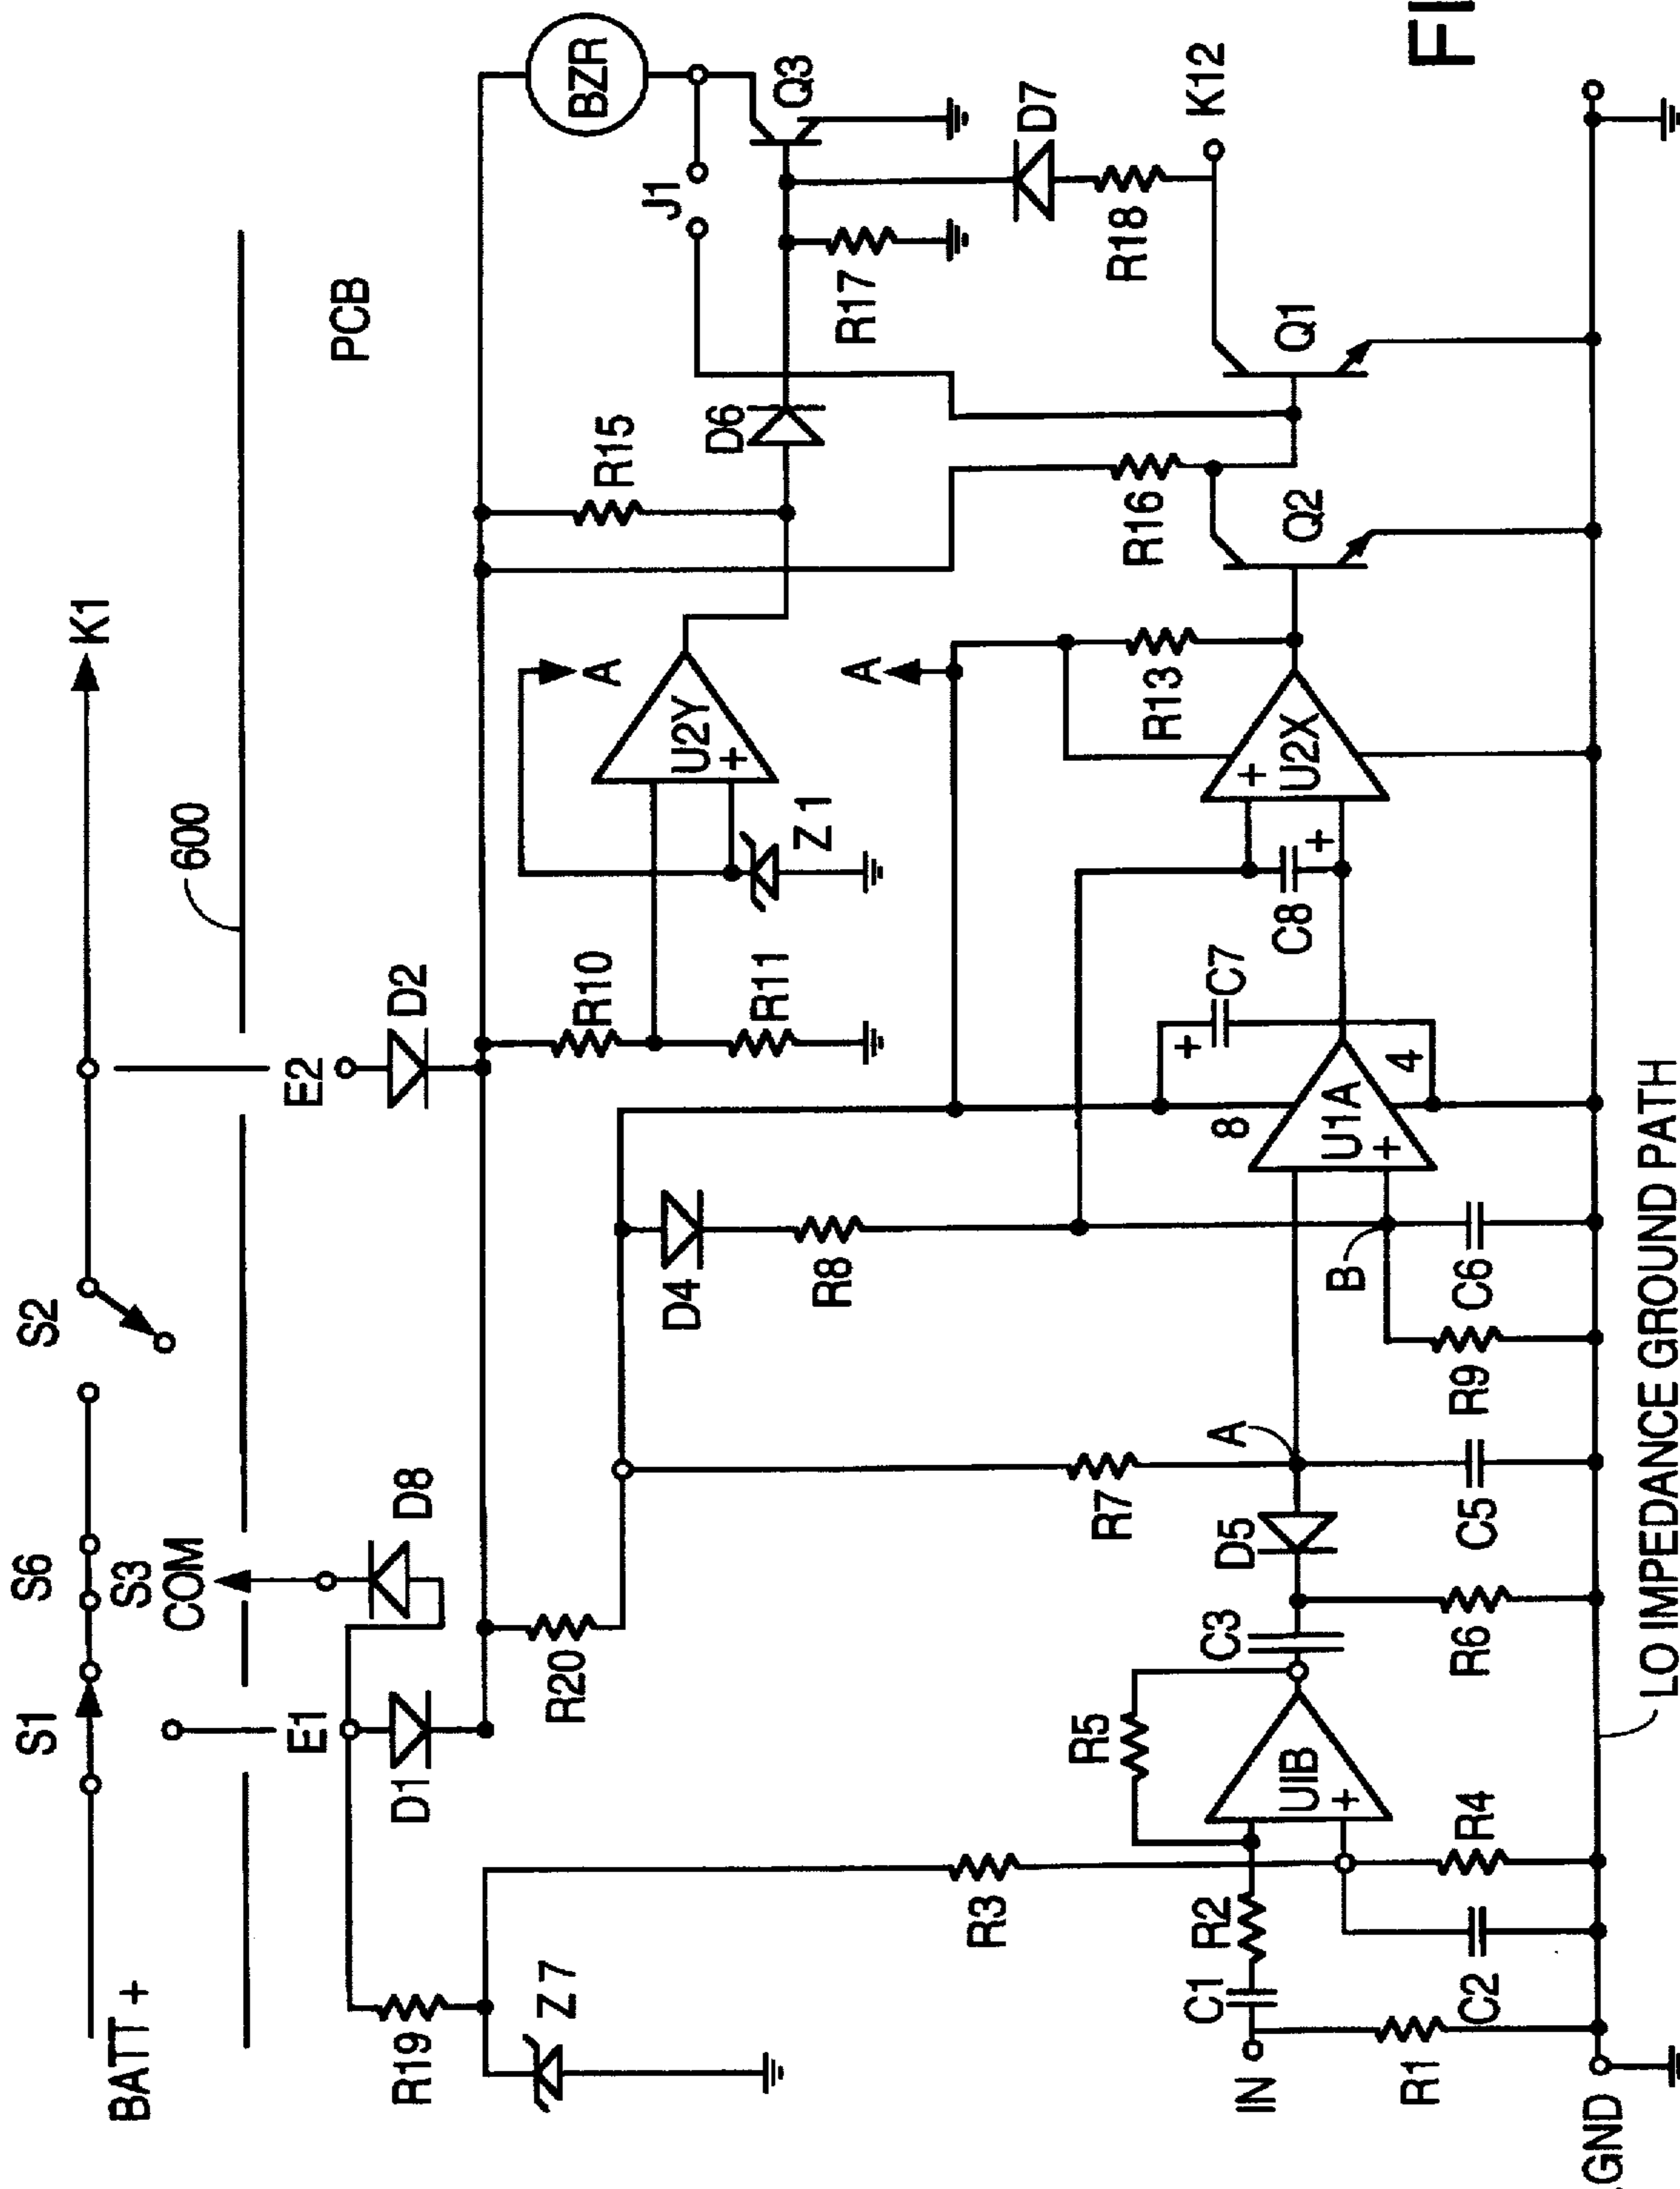 S1
S6
S2
BATT +
S3
COM
K1
600
E1
D8
E2
D2
PCB
D1
R19
Z 7
R20
R10
R11
A
U2Y
+
Z 1
A
R15
D6
J1
BZR
Q3
R17
D7
R18
K12
D4
R8
R3
R7
R5
C3
D5
A
B
8
4
+
C7
C8
+
R13
R16
Q2
Q1
IN
C1
R2
UIB
+
U1A
+
+
U2X
R1
C2
R4
R6
C5
R9
C6
GND
LO IMPEDANCE GROUND PATH